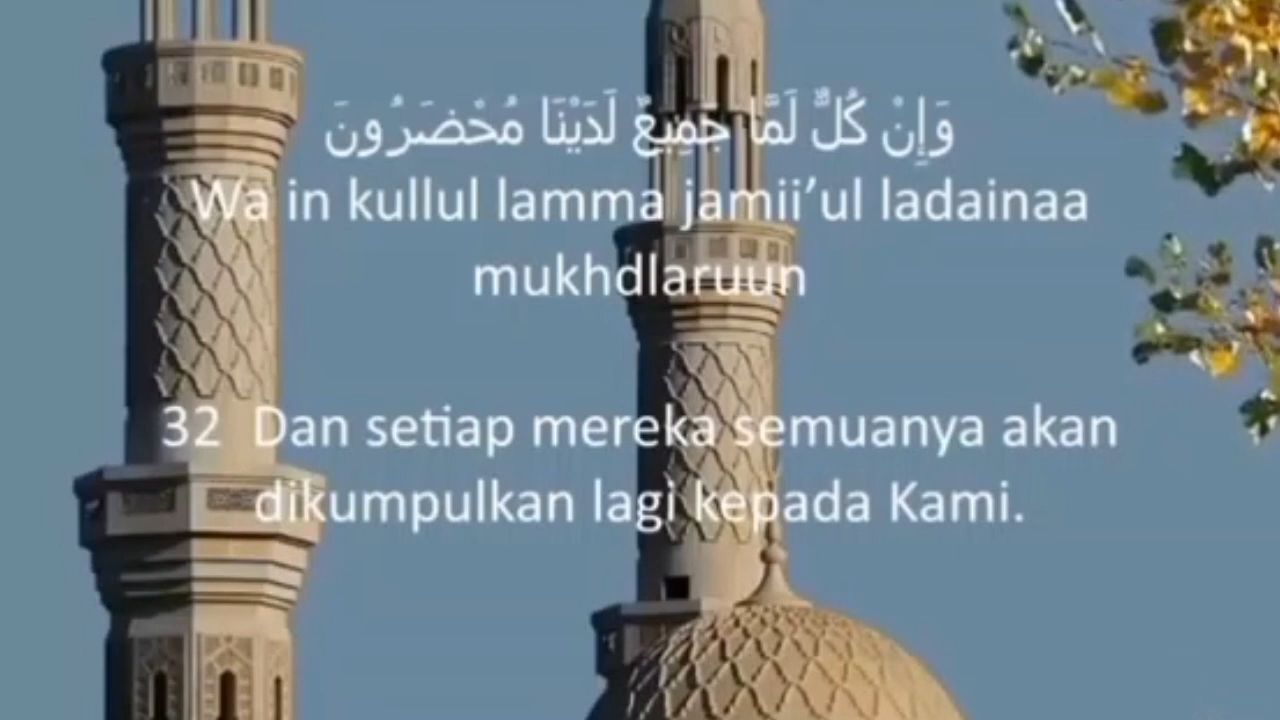 وَإِنْ كُلٌّ لَمَّا جَمِيعٌ لَدَيْنَا مُحْضَرُونَ
Wa in kullul lamma jamii’ul ladainaa
mukhdlaruun
32 Dan setiap mereka semuanya akan
dikumpulkan lagi kepada Kami.